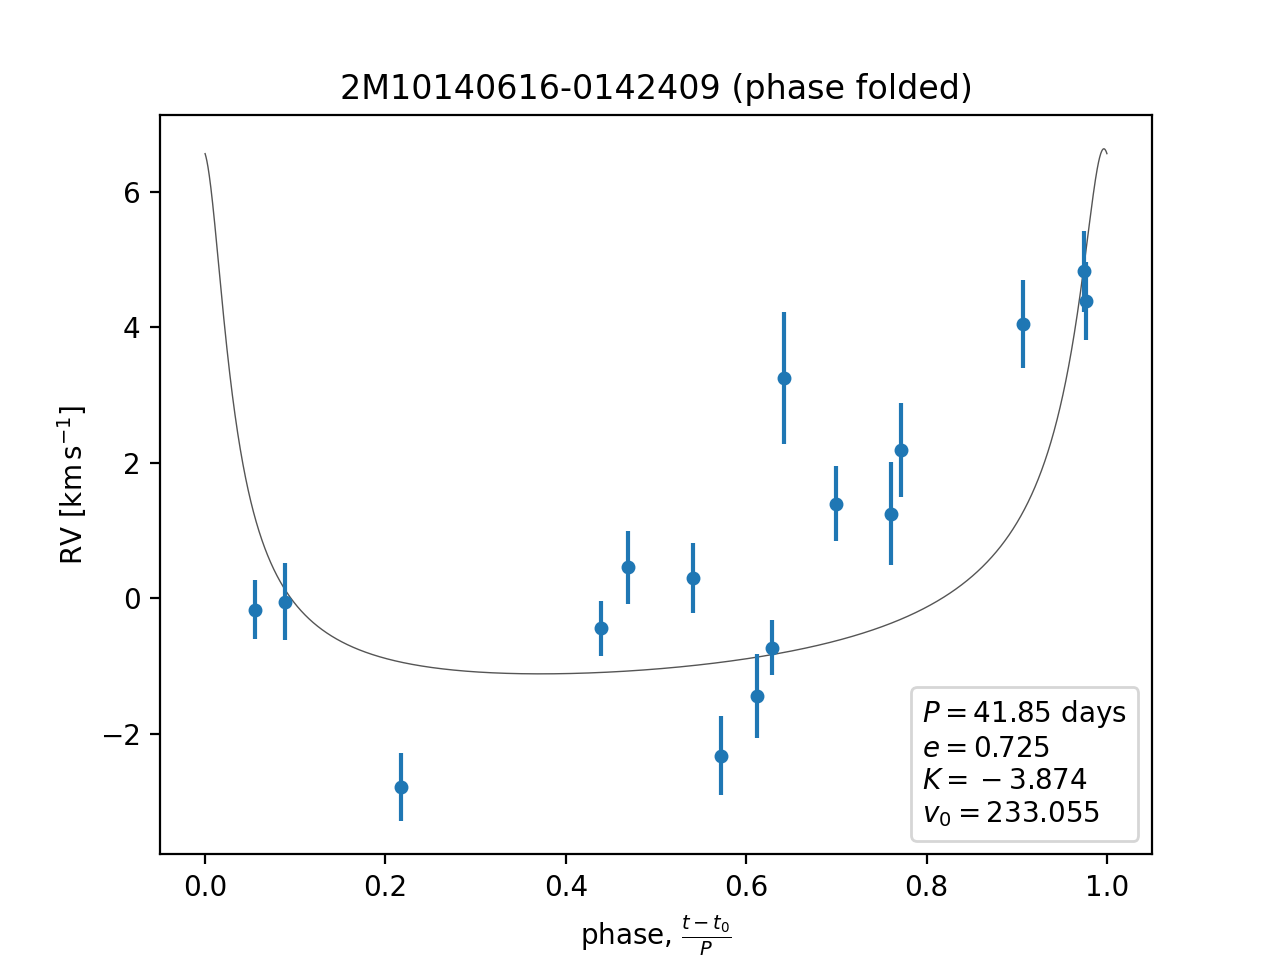 2M10140616-0142409 (phase folded)
RV [km s⁻¹]
6
4
2
0
−2
0.0 0.2 0.4 0.6 0.8 1.0
phase, (t − t₀)/P
P = 41.85 days
e = 0.725
K = −3.874
v₀ = 233.055